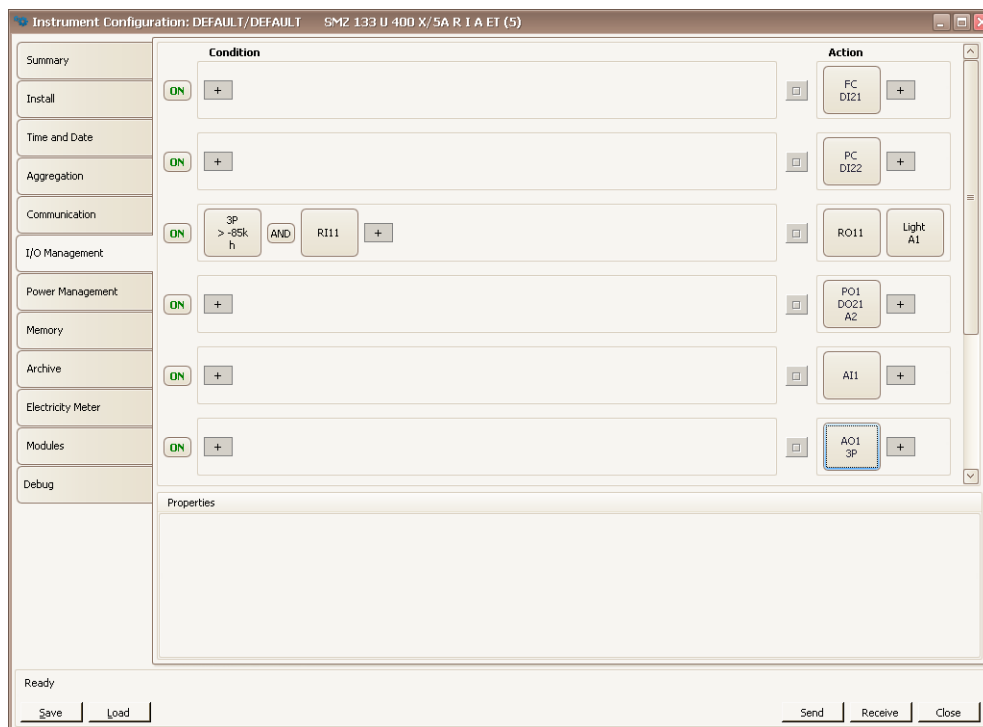 Instrument Configuration: DEFAULT/DEFAULT SMZ 133 U 400 X/5A R I A ET (5)
Summary
Install
Time and Date
Aggregation
Communication
I/O Management
Power Management
Memory
Archive
Electricity Meter
Modules
Debug
Condition Action
ON + FC
DI21 +
ON + PC
DI22 +
ON 3P
> -85k
h AND RI11 + RO11 Light
A1
ON + PO1
DO21
A2 +
ON + AI1 +
ON + AO1
3P +
Properties
Ready
Save Load Send Receive Close